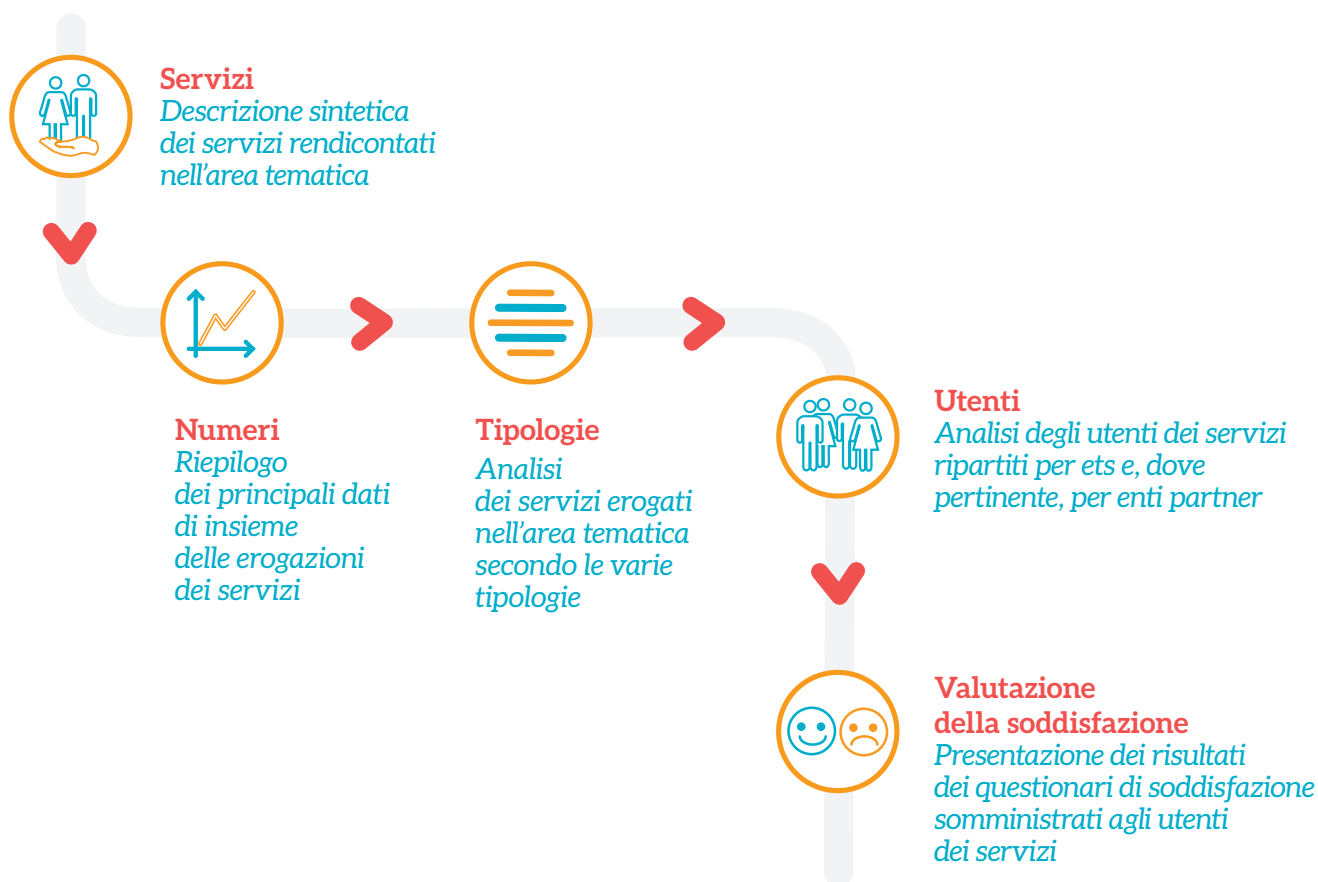 Servizi
Descrizione sintetica
dei servizi rendicontati
nell’area tematica
Numeri
Riepilogo
dei principali dati
di insieme
delle erogazioni
dei servizi
Tipologie
Analisi
dei servizi erogati
nell’area tematica
secondo le varie
tipologie
Utenti
Analisi degli utenti dei servizi
ripartiti per ets e, dove
pertinente, per enti partner
Valutazione
della soddisfazione
Presentazione dei risultati
dei questionari di soddisfazione
somministrati agli utenti
dei servizi